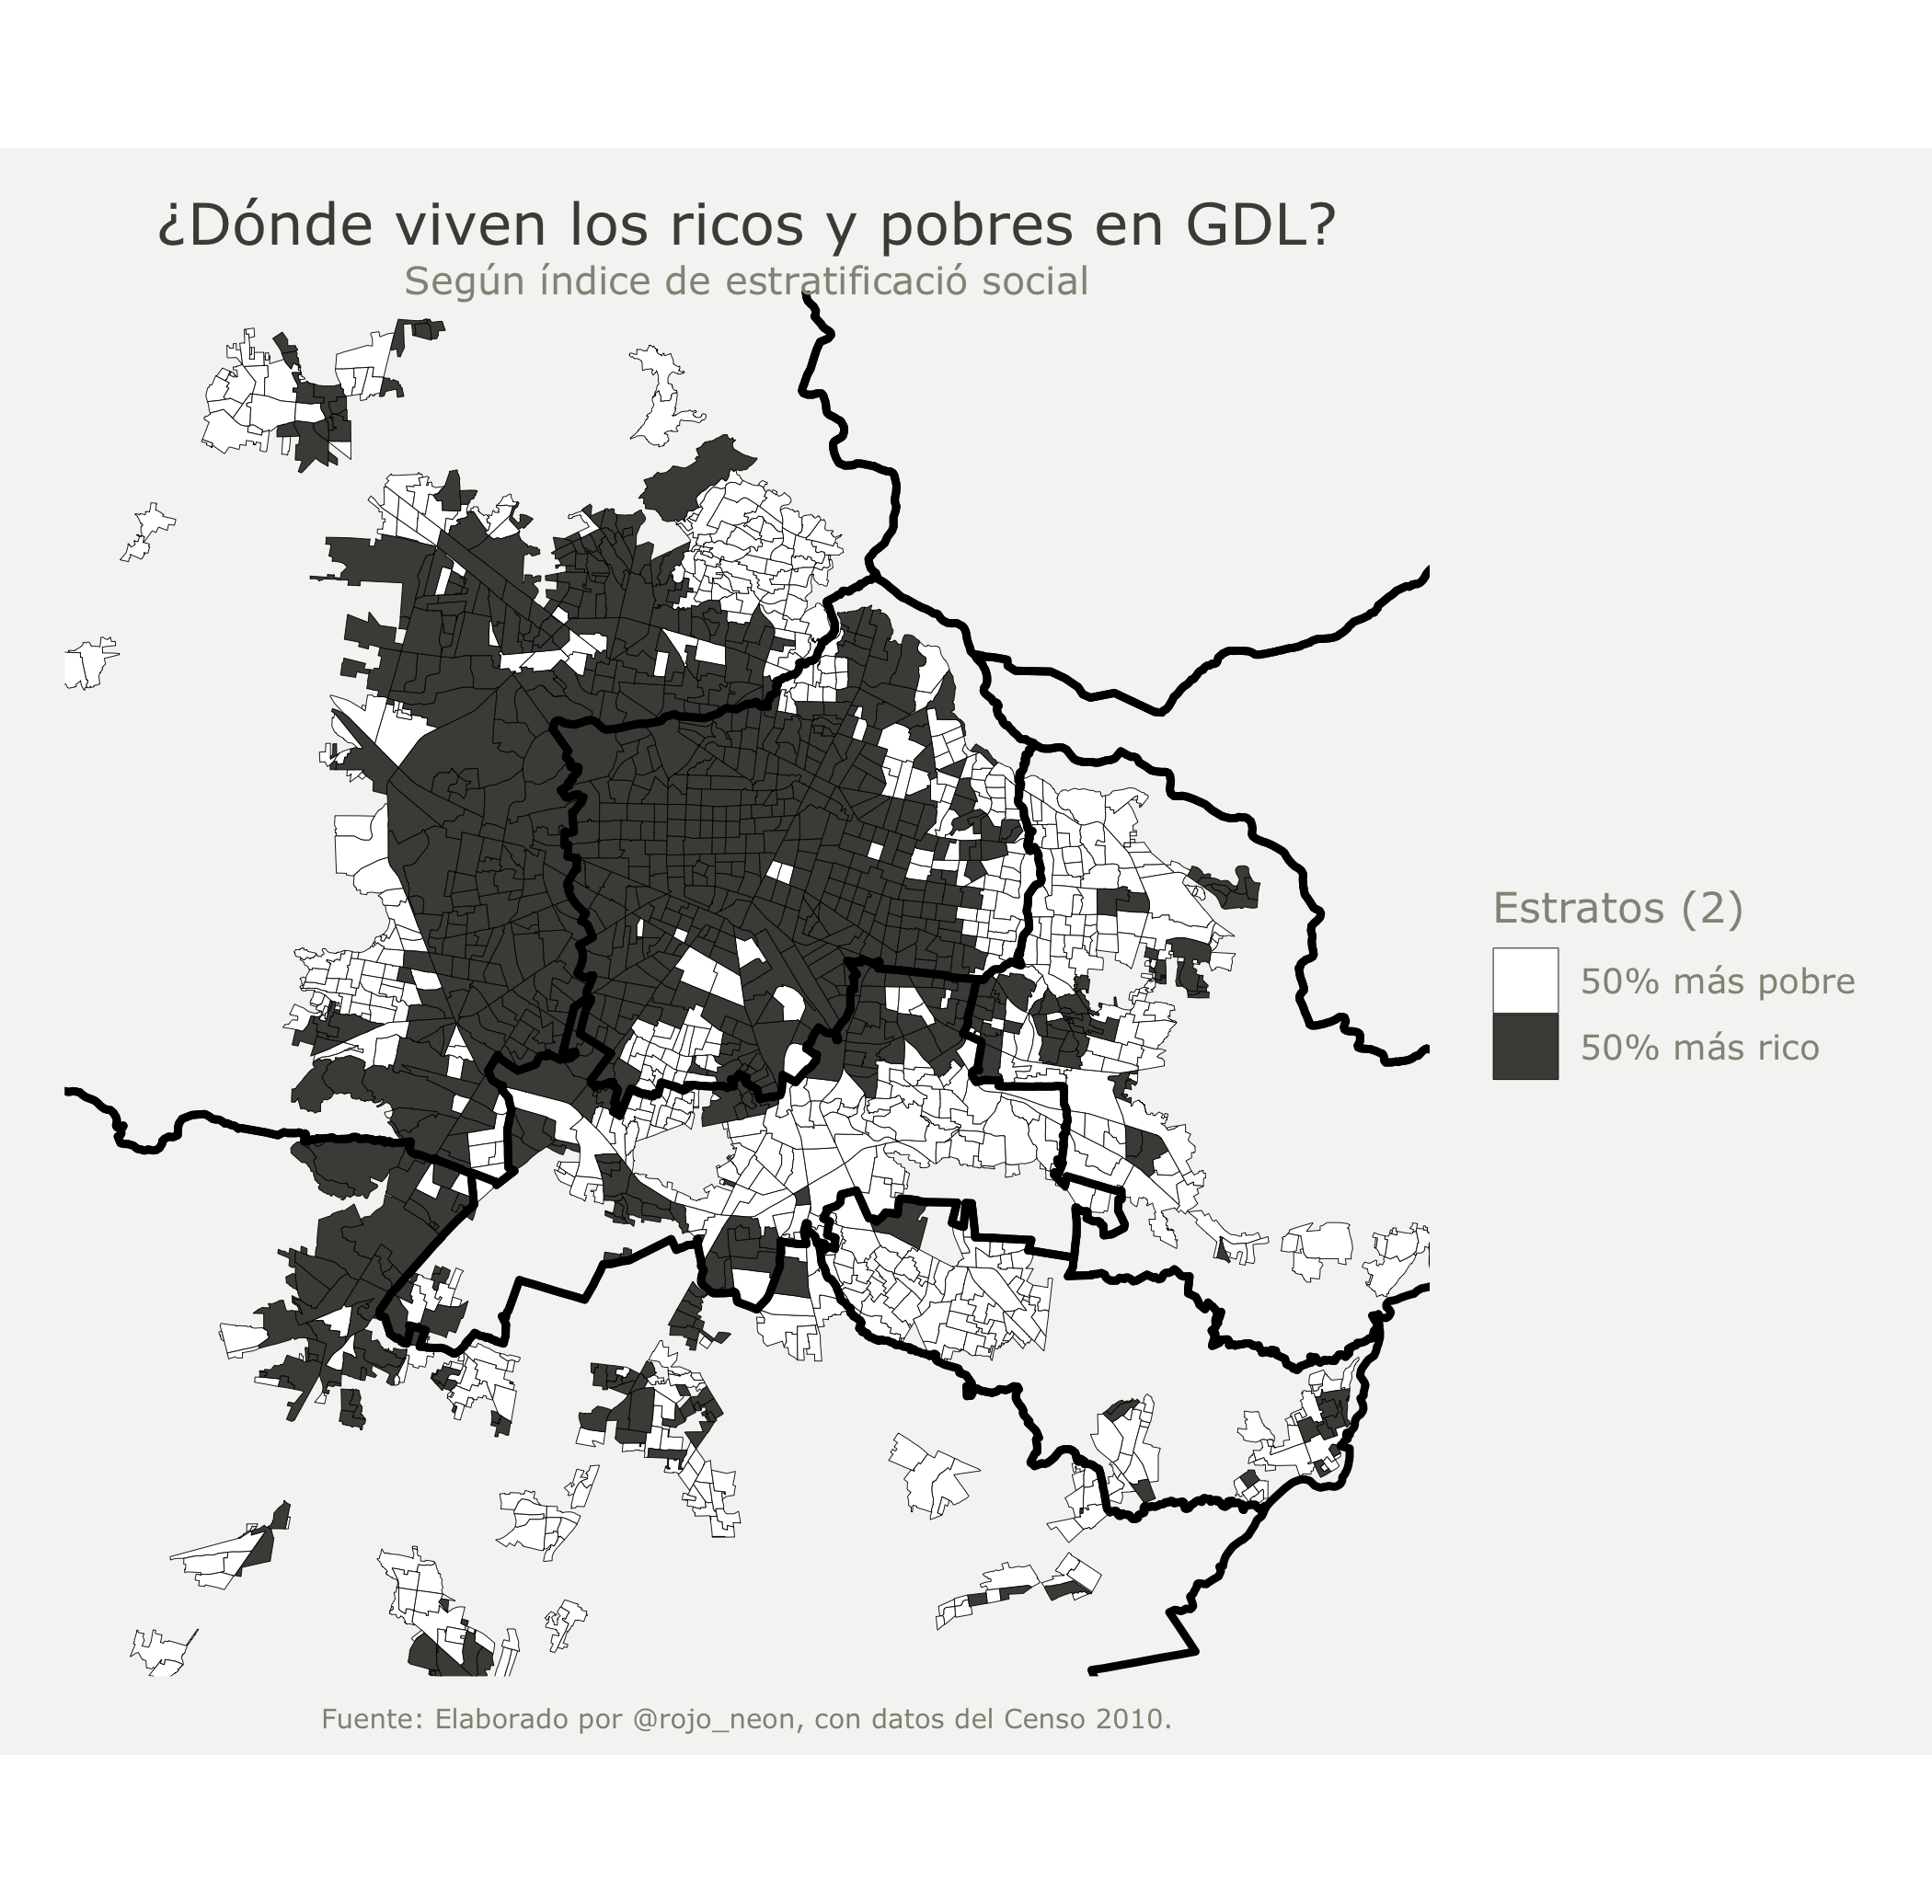 ¿Dónde viven los ricos y pobres en GDL?
Según índice de estratificació social
Estratos (2)
50% más pobre
50% más rico
Fuente: Elaborado por @rojo_neon, con datos del Censo 2010.